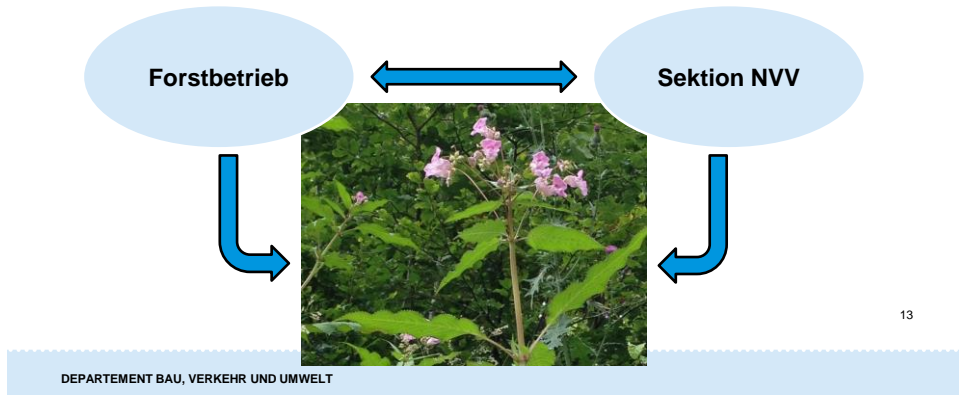 Forstbetrieb
Sektion NVV
13
DEPARTEMENT BAU, VERKEHR UND UMWELT